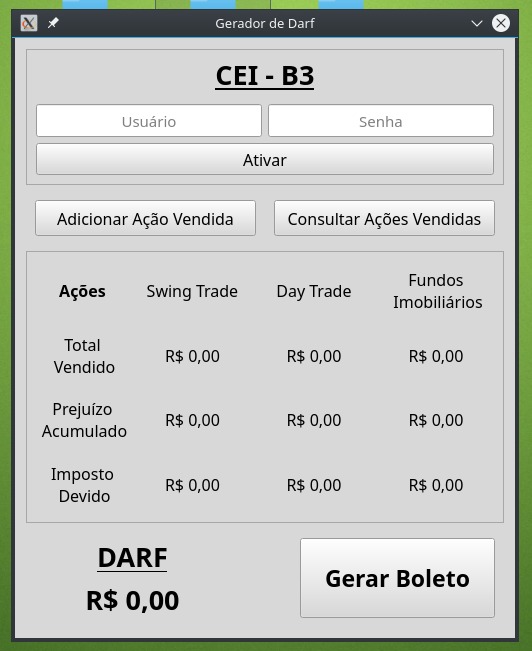 Gerador de Darf
CEI - B3
Usuário Senha
Ativar
Adicionar Ação Vendida Consultar Ações Vendidas
Ações Swing Trade Day Trade Fundos Imobiliários
Total Vendido R$ 0,00 R$ 0,00 R$ 0,00
Prejuízo Acumulado R$ 0,00 R$ 0,00 R$ 0,00
Imposto Devido R$ 0,00 R$ 0,00 R$ 0,00
DARF
R$ 0,00
Gerar Boleto